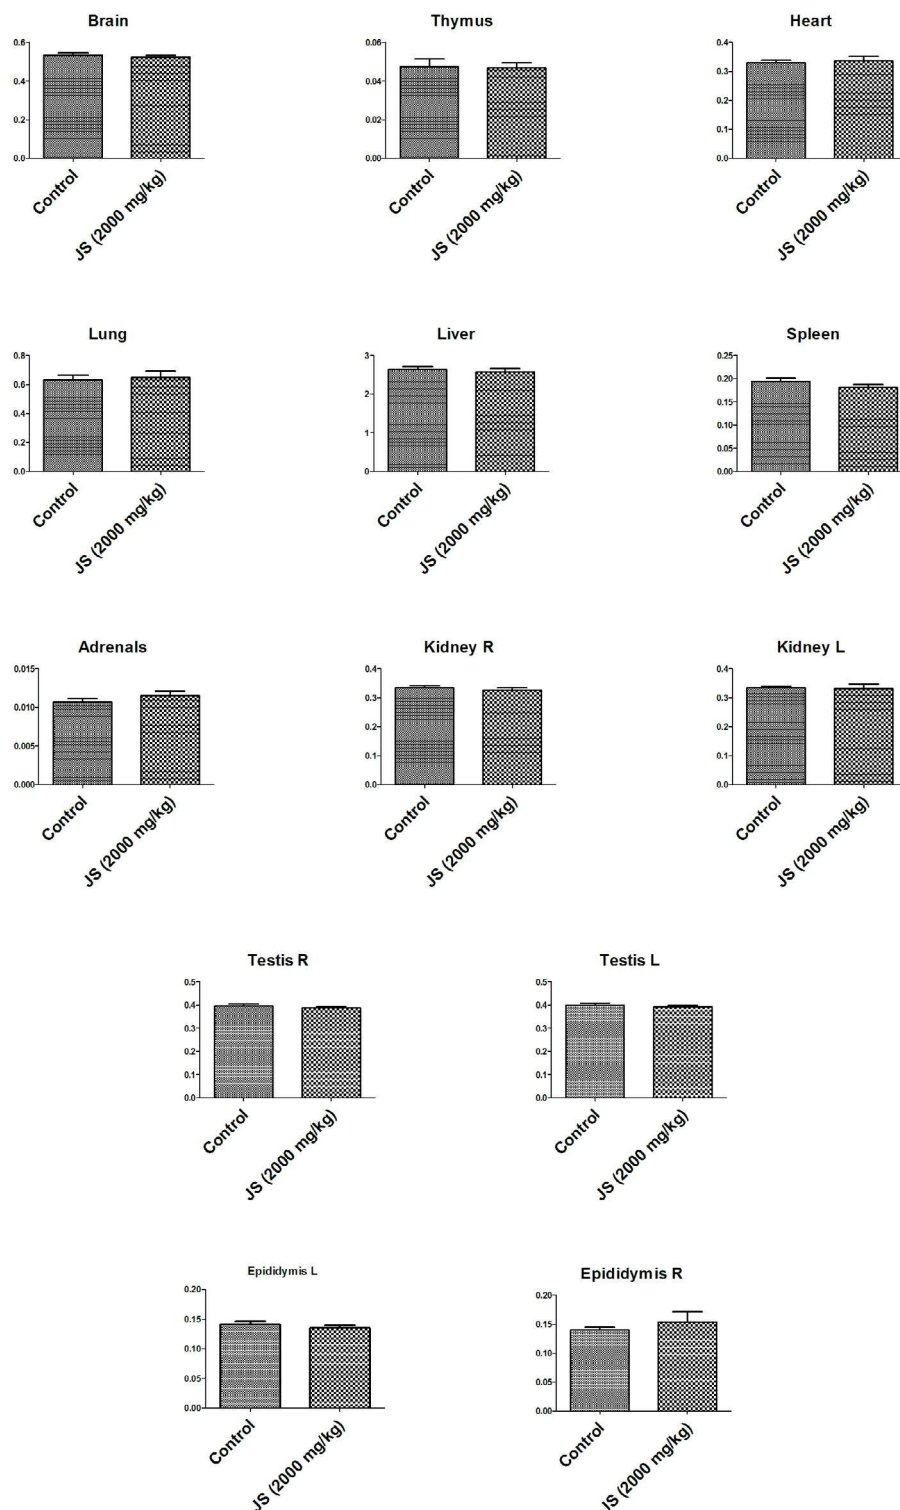 Brain Thymus Heart
0.6 0.06 0.4
0.4 0.04 0.3
0.2 0.02 0.2
0.0 0.00 0.1
0.0
Control JS (2000 mg/kg) Control JS (2000 mg/kg) Control JS (2000 mg/kg)
Lung Liver Spleen
0.8 3 0.25
0.6 2 0.20
0.4 1 0.15
0.2 0 0.10
0.0 0.05
0.00
Control JS (2000 mg/kg) Control JS (2000 mg/kg) Control JS (2000 mg/kg)
Adrenals Kidney R Kidney L
0.015 0.4 0.4
0.010 0.3 0.3
0.005 0.2 0.2
0.000 0.1 0.1
0.0 0.0
Control JS (2000 mg/kg) Control JS (2000 mg/kg) Control JS (2000 mg/kg)
Testis R Testis L
0.5 0.5
0.4 0.4
0.3 0.3
0.2 0.2
0.1 0.1
0.0 0.0
Control JS (2000 mg/kg) Control JS (2000 mg/kg)
Epididymis L Epididymis R
0.20 0.20
0.15 0.15
0.10 0.10
0.05 0.05
0.00 0.00
Control JS (2000 mg/kg) Control JS (2000 mg/kg)